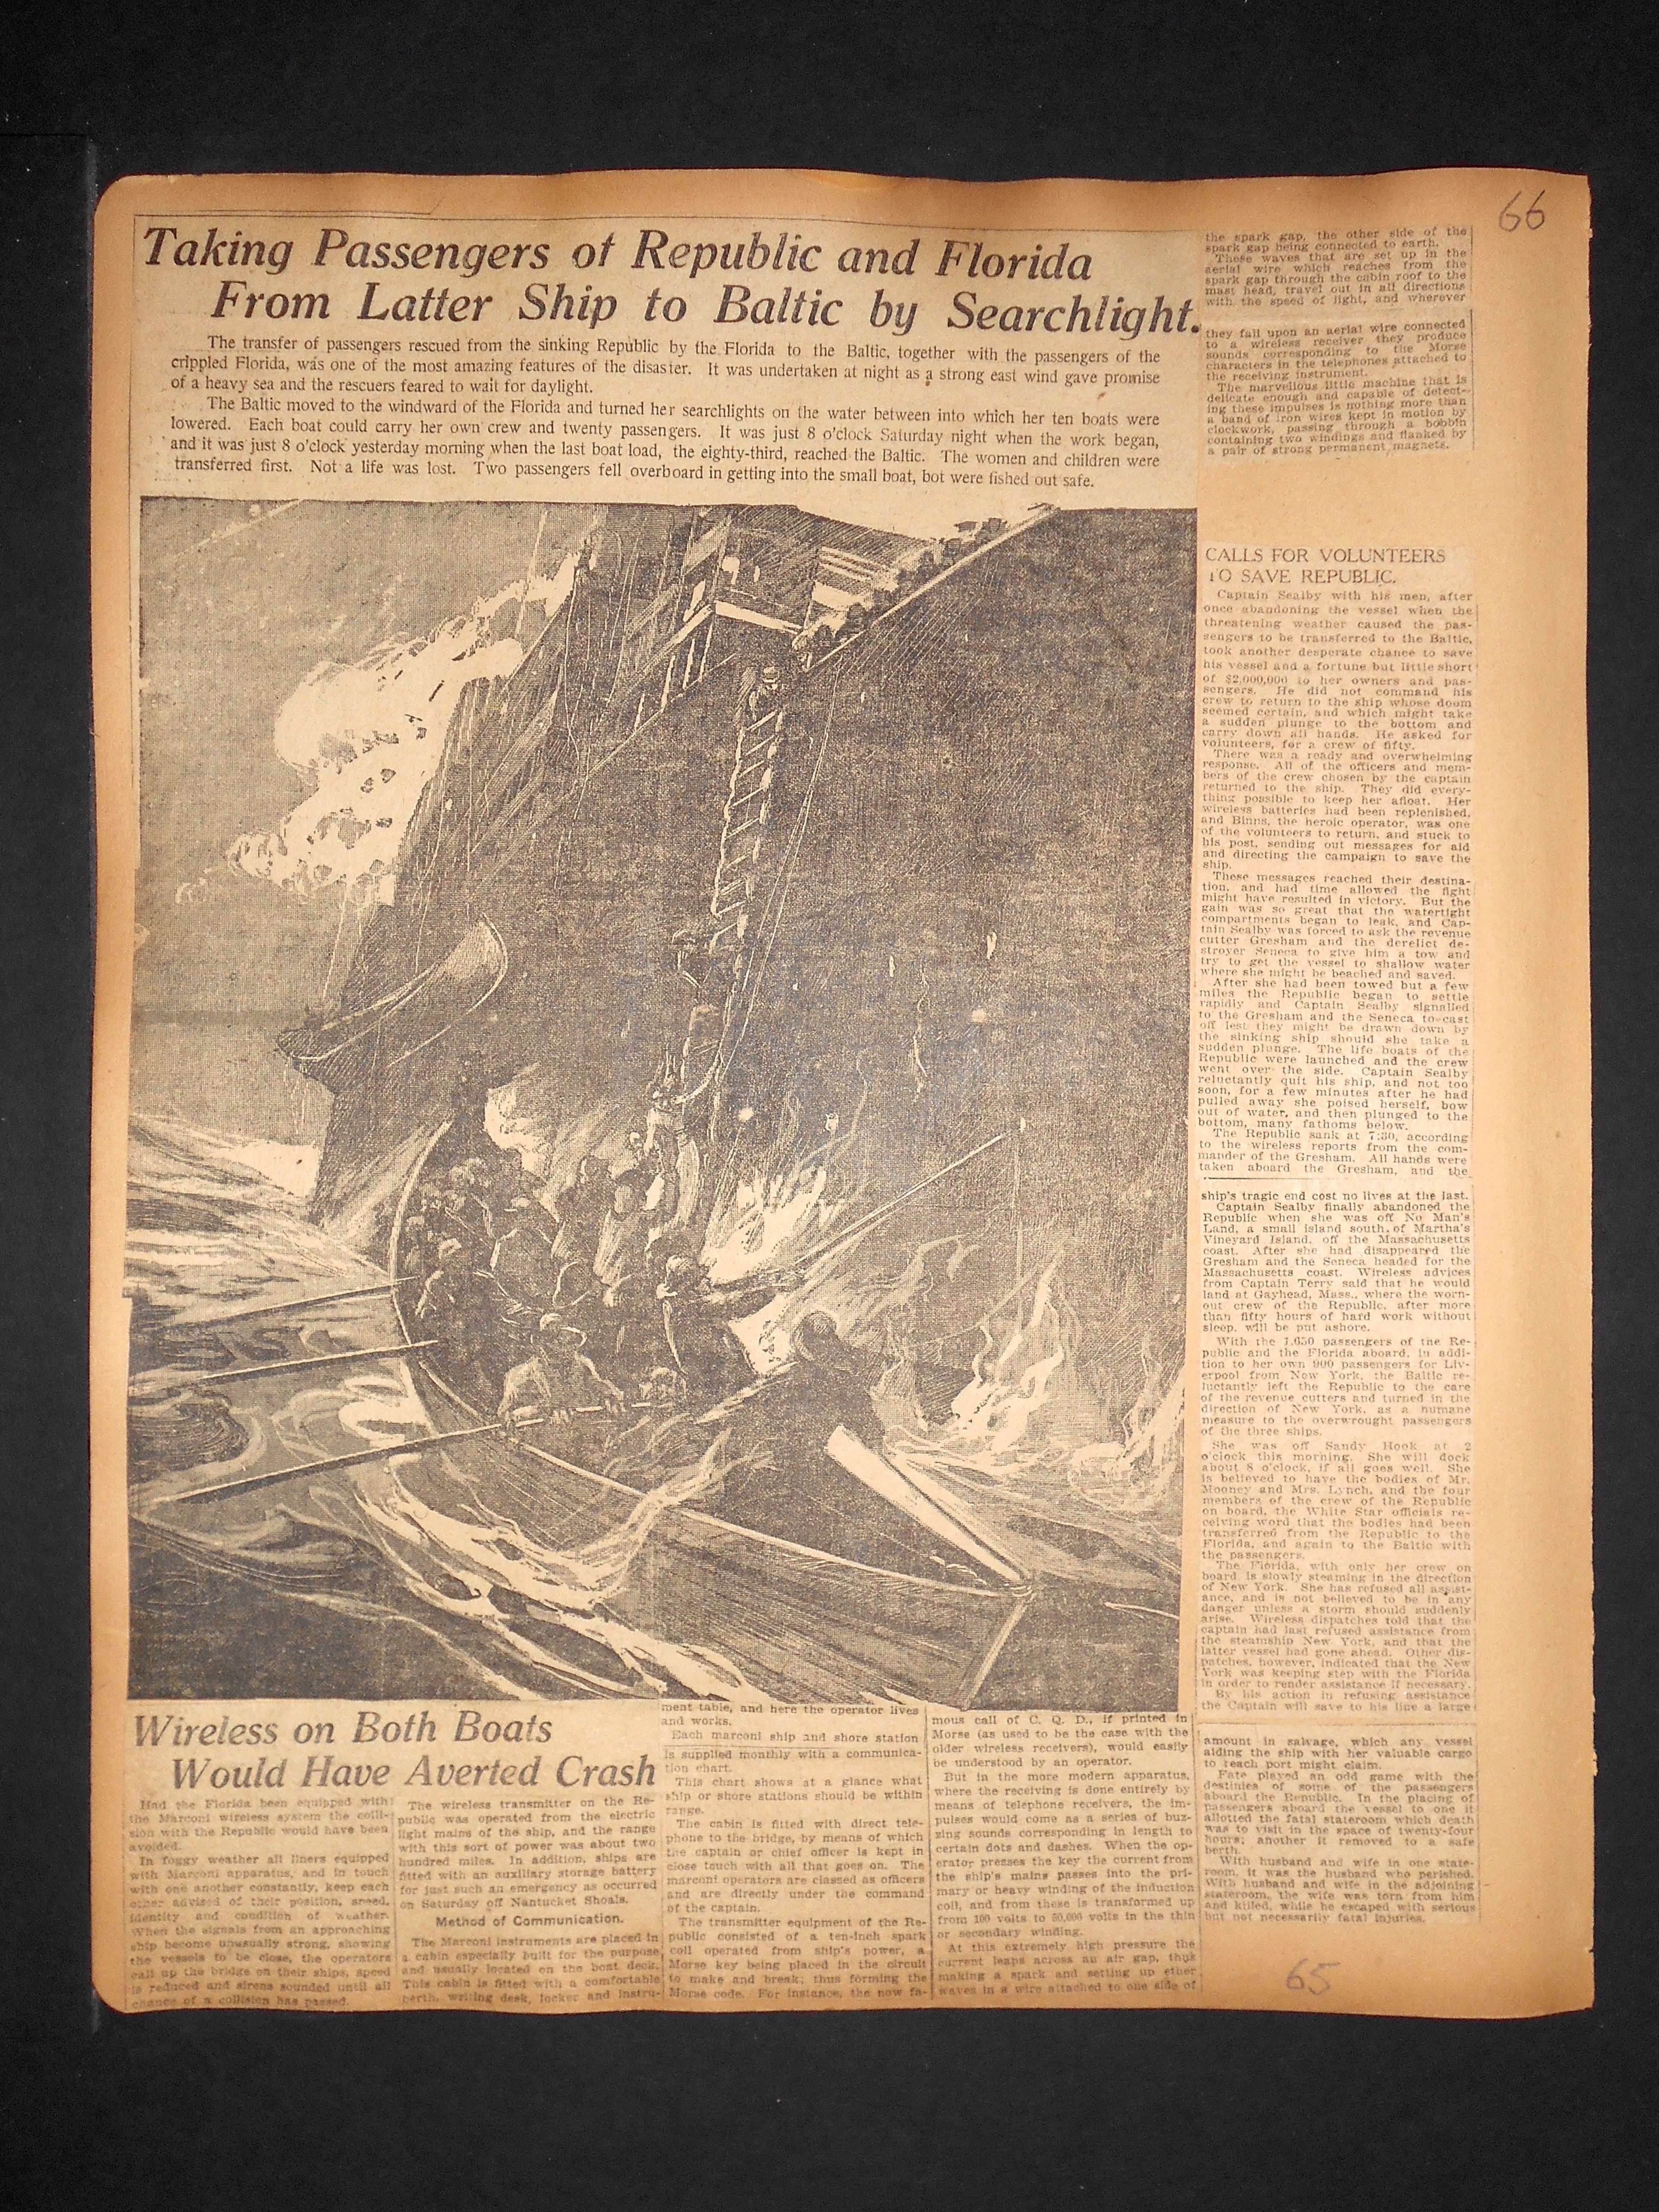 66
Taking Passengers of Republic and Florida
From Latter Ship to Baltic by Searchlight.
The transfer of passengers rescued from the sinking Republic by the Florida to the Baltic, together with the passengers of the
crippled Florida, was one of the most amazing features of the disaster. It was undertaken at night as a strong east wind gave promise
of a heavy sea and the rescuers feared to wait for daylight.
The Baltic moved to the windward of the Florida and turned her searchlights on the water between into which her ten boats were
lowered. Each boat could carry her own crew and twenty passengers. It was just 8 o'clock Saturday night when the work began,
and it was just 8 o'clock yesterday morning when the last boat load, the eighty-third, reached the Baltic. The women and children were
transferred first. Not a life was lost. Two passengers fell overboard in getting into the small boat, bot were fished out safe.
Wireless on Both Boats
Would Have Averted Crash
Had the Florida been equipped with
the Marconi wireless system the colli-
sion with the Republic would have been
avoided.
In foggy weather all liners equipped
with Marconi apparatus, and in touch
with one another constantly, keep each
other advised of their position, speed,
identity and condition of weather.
When the signals from an approaching
ship become unusually strong, showing
the vessels to be close, the operators
call up the bridge on their ships, speed
is reduced and sirens sounded until all
chance of a collision has passed.
The wireless transmitter on the Re-
public was operated from the electric
light mains of the ship, and the range
with this sort of power was about two
hundred miles. In addition, ships are
fitted with an auxiliary storage battery
for just such an emergency as occurred
on Saturday off Nantucket Shoals.
Method of Communication.
The Marconi instruments are placed in
a cabin especially built for the purpose
and usually located on the boat deck.
This cabin is fitted with a comfortable
berth, writing desk, locker and instru-
ment table, and here the operator lives
and works.
Each marconi ship and shore station
is supplied monthly with a communica-
tion chart.
This chart shows at a glance what
ship or shore stations should be within
range.
The cabin is fitted with direct tele-
phone to the bridge, by means of which
the captain or chief officer is kept in
close touch with all that goes on. The
marconi operators are classed as officers
and are directly under the command
of the captain.
The transmitter equipment of the Re-
public consisted of a ten-inch spark
coil operated from ship's power, a
Morse key being placed in the circuit
to make and break; thus forming the
Morse code. For instance, the now fa-
mous call of C. Q. D., if printed in
Morse (as used to be the case with the
older wireless receivers), would easily
be understood by an operator.
But in the more modern apparatus,
where the receiving is done entirely by
means of telephone receivers, the im-
pulses would come as a series of buz-
zing sounds corresponding in length to
certain dots and dashes. When the op-
erator presses the key the current from
the ship's mains passes into the pri-
mary or heavy winding of the induction
coil, and from these is transformed up
from 100 volts to 50,000 volts in the thin
or secondary winding.
At this extremely high pressure the
current leaps across an air gap, thus
making a spark and setting up ether
waves in a wire attached to one side of
the spark gap, the other side of the
spark gap being connected to earth.
These waves that are set up in the
aerial wire which reaches from the
spark gap through the cabin roof to the
mast head, travel out in all directions
with the speed of light, and wherever
they fall upon an aerial wire connected
to a wireless receiver they produce
sounds corresponding to the Morse
characters in the telephones attached to
the receiving instrument.
The marvellous little machine that is
delicate enough and capable of detect-
ing these impulses is nothing more than
a band of iron wires kept in motion by
clockwork, passing through a bobbin
containing two windings and flanked by
a pair of strong permanent magnets.
CALLS FOR VOLUNTEERS
TO SAVE REPUBLIC.
Captain Sealby with his men, after
once abandoning the vessel when the
threatening weather caused the pas-
sengers to be transferred to the Baltic,
took another desperate chance to save
his vessel and a fortune but little short
of $2,000,000 to her owners and pas-
sengers. He did not command his
crew to return to the ship whose doom
seemed certain, and which might take
a sudden plunge to the bottom and
carry down all hands. He asked for
volunteers, for a crew of fifty.
There was a ready and overwhelming
response. All of the officers and mem-
bers of the crew chosen by the captain
returned to the ship. They did every-
thing possible to keep her afloat. Her
wireless batteries had been replenished,
and Binns, the heroic operator, was one
of the volunteers to return, and stuck to
his post, sending out messages for aid
and directing the campaign to save the
ship.
These messages reached their destina-
tion, and had time allowed the fight
might have resulted in victory. But the
gain was so great that the watertight
compartments began to leak, and Cap-
tain Sealby was forced to ask the revenue
cutter Gresham and the derelict de-
stroyer Seneca to give him a tow and
try to get the vessel to shallow water
where she might be beached and saved.
After she had been towed but a few
miles the Republic began to settle
rapidly and Captain Sealby signalled
to the Gresham and the Seneca to cast
off lest they might be drawn down by
the sinking ship should she take a
sudden plunge. The life boats of the
Republic were launched and the crew
went over the side. Captain Sealby
reluctantly quit his ship, and not too
soon, for a few minutes after he had
pulled away she poised herself, bow
out of water, and then plunged to the
bottom, many fathoms below.
The Republic sank at 7:30, according
to the wireless reports from the com-
mander of the Gresham. All hands were
taken aboard the Gresham, and the
ship's tragic end cost no lives at the last.
Captain Sealby finally abandoned the
Republic when she was off No Man's
Land, a small island south of Martha's
Vineyard Island, off the Massachusetts
coast. After she had disappeared the
Gresham and the Seneca headed for the
Massachusetts coast. Wireless advices
from Captain Terry said that he would
land at Gayhead, Mass., where the worn-
out crew of the Republic, after more
than fifty hours of hard work without
sleep, will be put ashore.
With the 1,650 passengers of the Re-
public and the Florida aboard, in addi-
tion to her own 900 passengers for Liv-
erpool from New York, the Baltic re-
luctantly left the Republic to the care
of the revenue cutters and turned in the
direction of New York, as a humane
measure to the overwrought passengers
of the three ships.
She was off Sandy Hook at 2
o'clock this morning. She will dock
about 8 o'clock, if all goes well. She
is believed to have the bodies of Mr.
Mooney and Mrs. Lynch, and the four
members of the crew of the Republic
on board, the White Star officials re-
ceiving word that the bodies had been
transferred from the Republic to the
Florida, and again to the Baltic with
the passengers.
The Florida, with only her crew on
board is slowly steaming in the direction
of New York. She has refused all assist-
ance, and is not believed to be in any
danger unless a storm should suddenly
arise. Wireless dispatches told that the
captain had last refused assistance from
the steamship New York, and that the
latter vessel had gone ahead. Other dis-
patches, however, indicated that the New
York was keeping step with the Florida
in order to render assistance if necessary.
By his action in refusing assistance
the Captain will save to his line a large
amount in salvage, which any vessel
aiding the ship with her valuable cargo
to reach port might claim.
Fate played an odd game with the
destinies of some of the passengers
aboard the Republic. In the placing of
passengers aboard the vessel to one it
allotted the fatal stateroom which death
was to visit in the space of twenty-four
hours; another it removed to a safe
berth.
With husband and wife in one state-
room, it was the husband who perished.
With husband and wife in the adjoining
stateroom, the wife was torn from him
and killed, while he escaped with serious
but not necessarily fatal injuries.
65